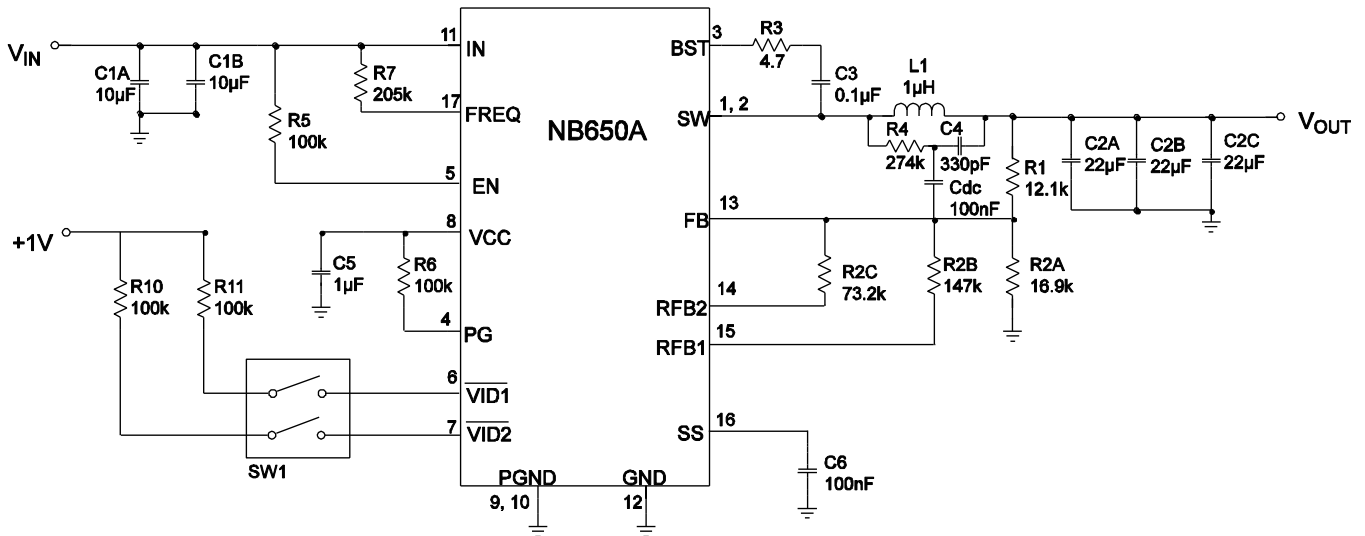 VIN
C1A
10µF
C1B
10µF
R7
205k
R5
100k
11
IN
17
FREQ
5
EN
8
VCC
4
PG
6
VID1
7
VID2
+1V
R10
100k
R11
100k
C5
1µF
R6
100k
SW1
NB650A
PGND
9, 10
GND
12
3
BST
1, 2
SW
13
FB
14
RFB2
15
RFB1
16
SS
R3
4.7
C3
0.1µF
L1
1µH
R4
274k
C4
330pF
Cdc
100nF
R1
12.1k
C2A
22µF
C2B
22µF
C2C
22µF
VOUT
R2C
73.2k
R2B
147k
R2A
16.9k
C6
100nF